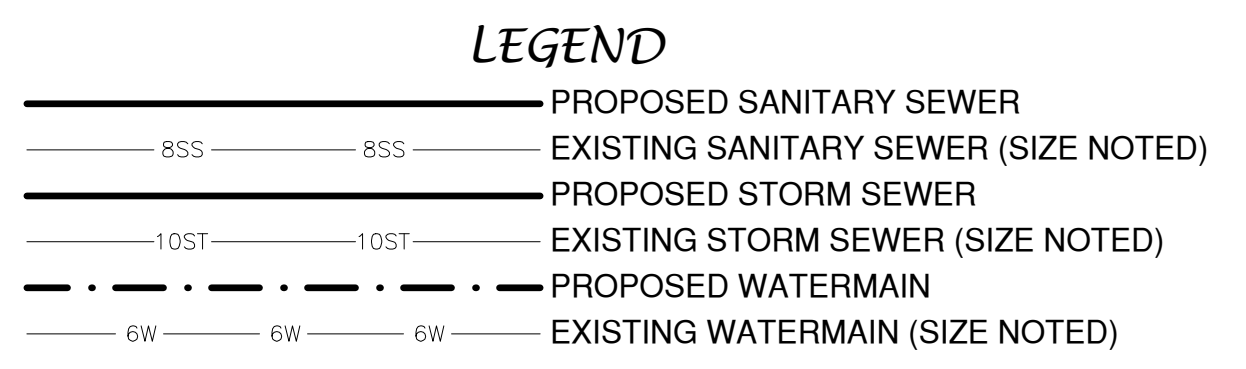 LEGEND
PROPOSED SANITARY SEWER
8SS 8SS EXISTING SANITARY SEWER (SIZE NOTED)
PROPOSED STORM SEWER
10ST 10ST EXISTING STORM SEWER (SIZE NOTED)
PROPOSED WATERMAIN
6W 6W 6W EXISTING WATERMAIN (SIZE NOTED)